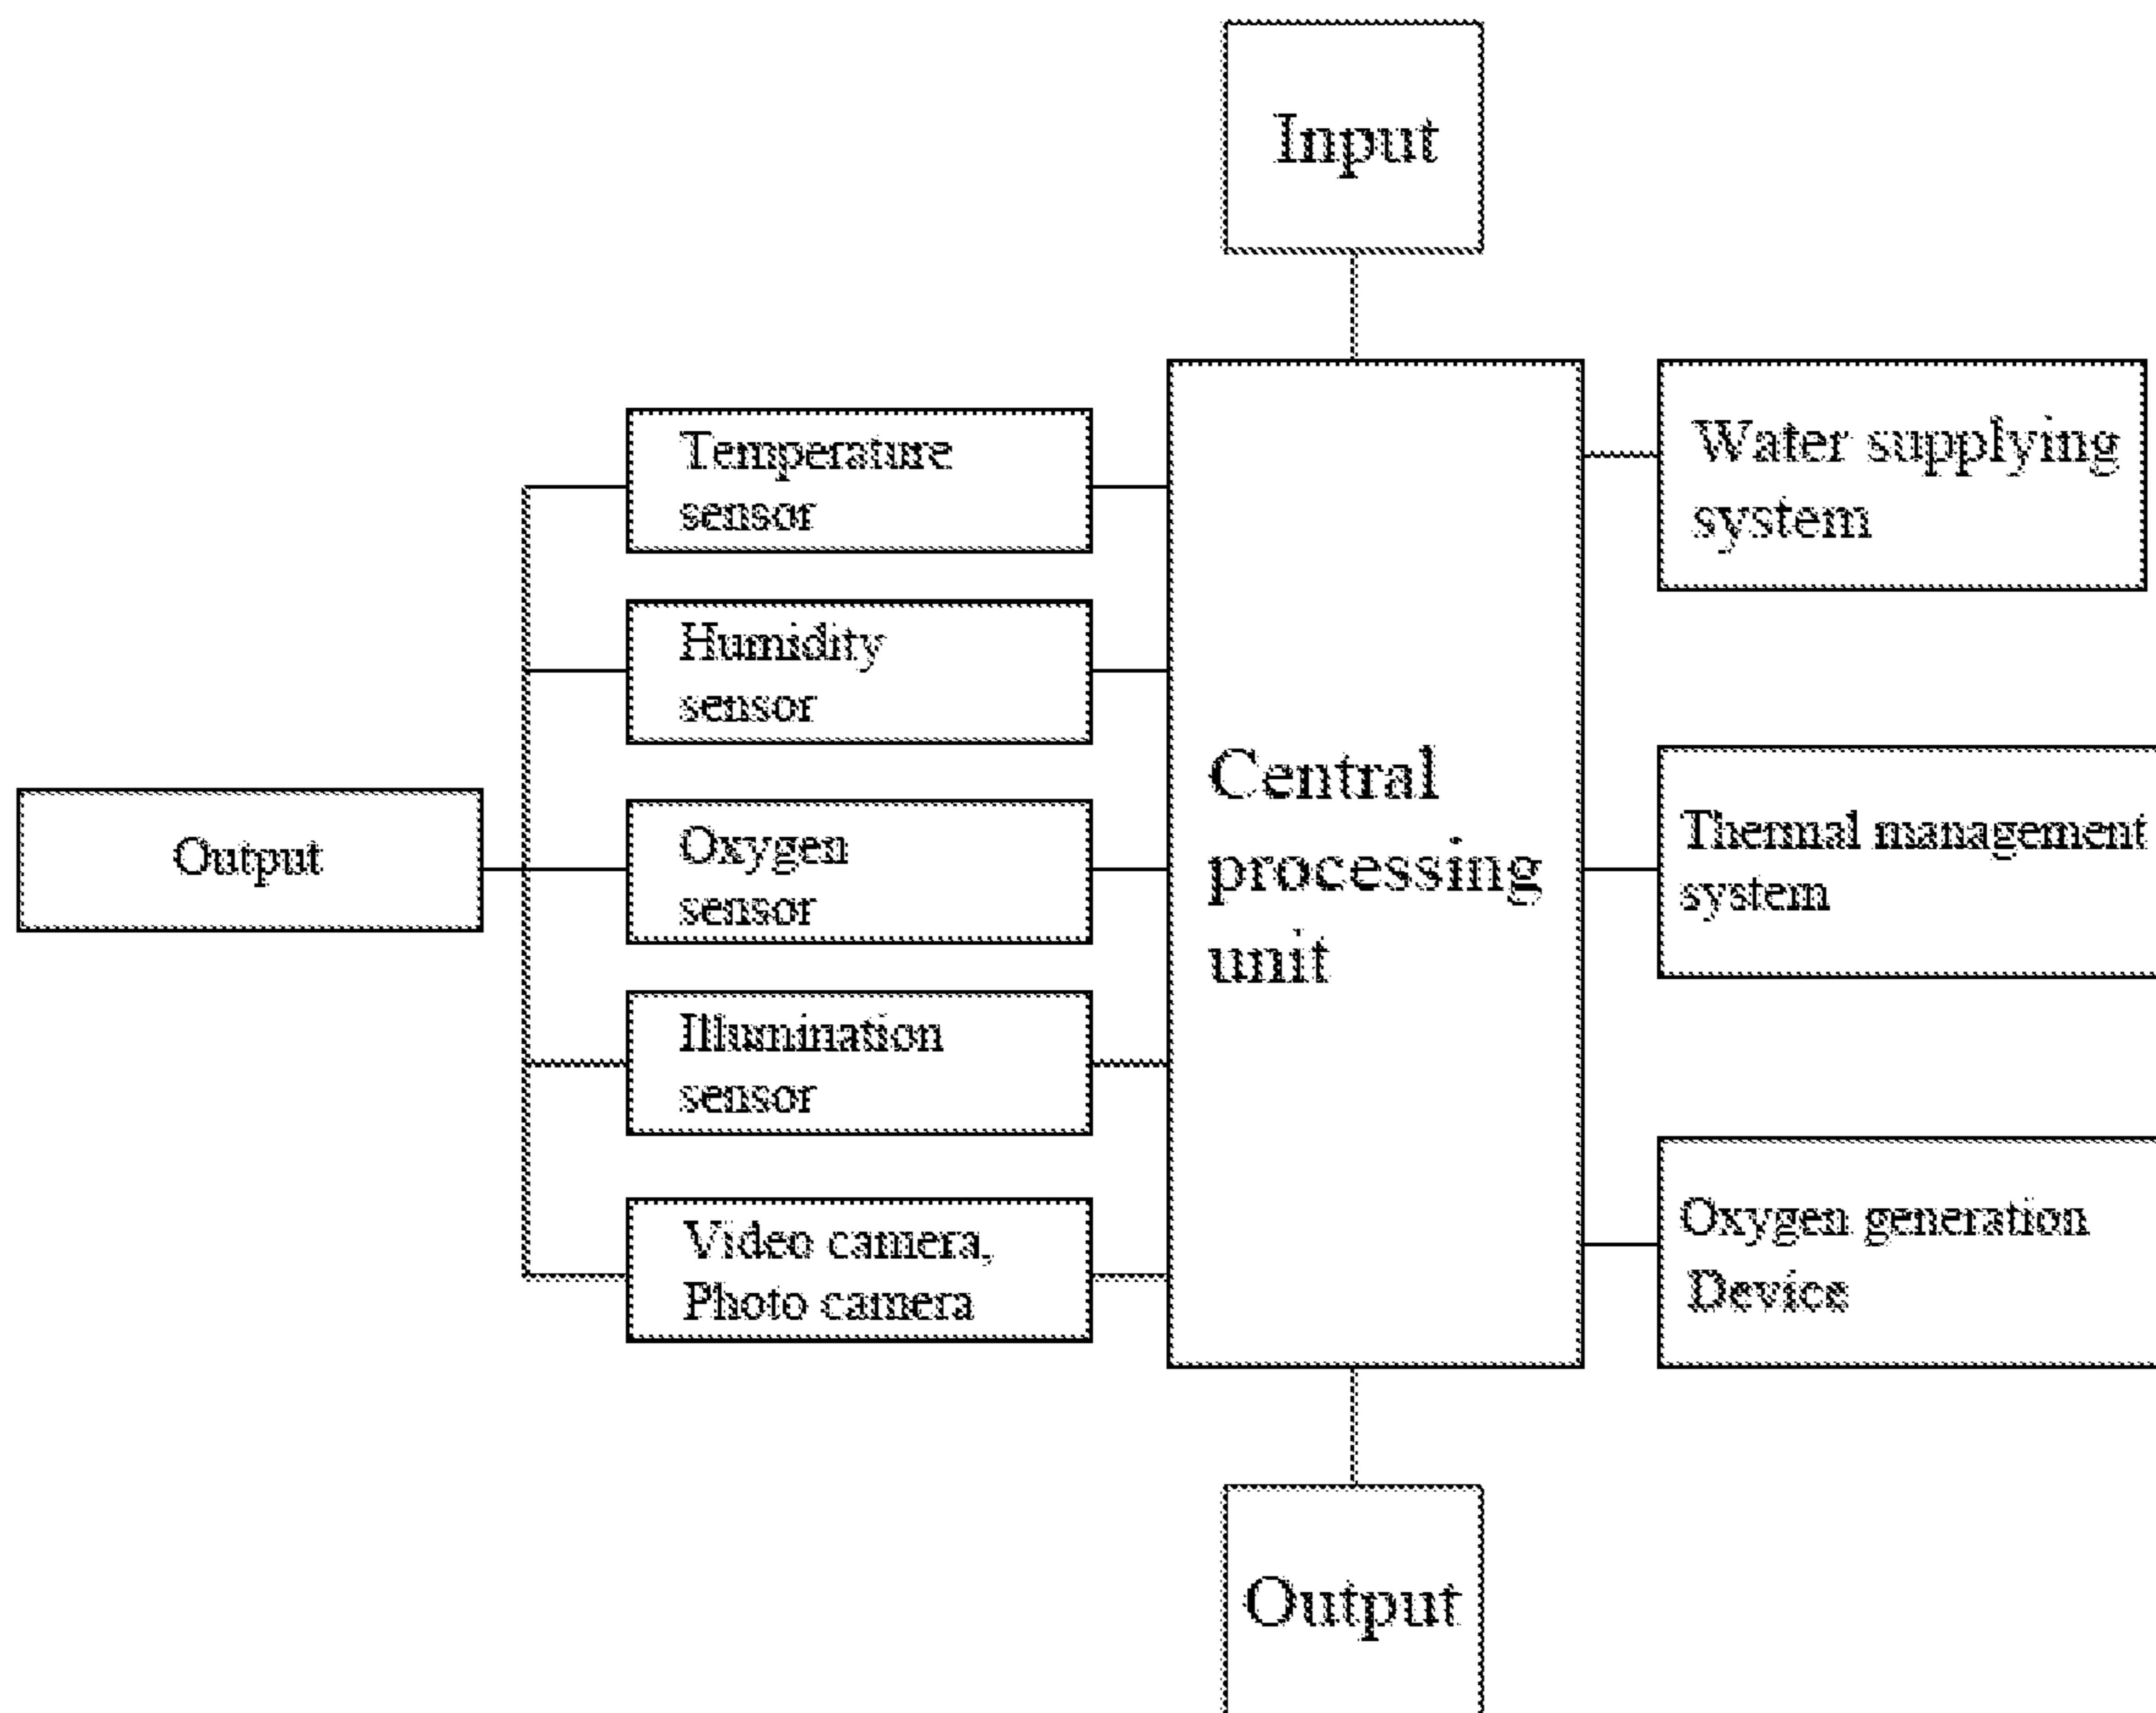 Input
Temperature
sensor
Humidity
sensor
Output
Oxygen
sensor
Illumination
sensor
Video camera,
Photo camera
Central
processing
unit
Water supplying
system
Thermal management
system
Oxygen generation
Device
Output